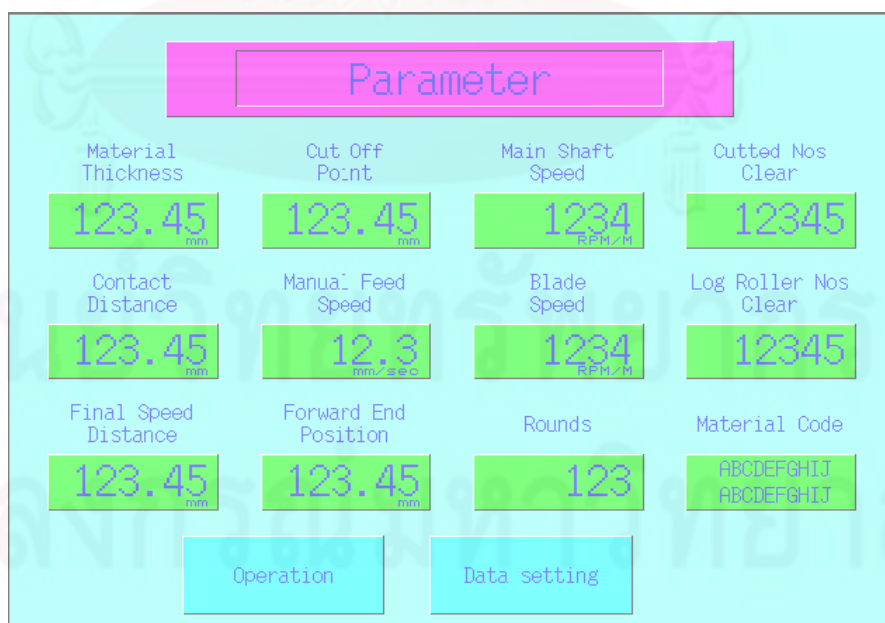 Parameter
Material Thickness
123.45 mm
Cut Off Point
123.45 mm
Main Shaft Speed
1234 RPM/M
Cutted Nos Clear
12345
Contact Distance
123.45 mm
Manual Feed Speed
12.3 mm/sec
Blade Speed
1234 RPM/M
Log Roller Nos Clear
12345
Final Speed Distance
123.45 mm
Forward End Position
123.45 mm
Rounds
123
Material Code
ABCDEFGHIJ
ABCDEFGHIJ
Operation
Data setting